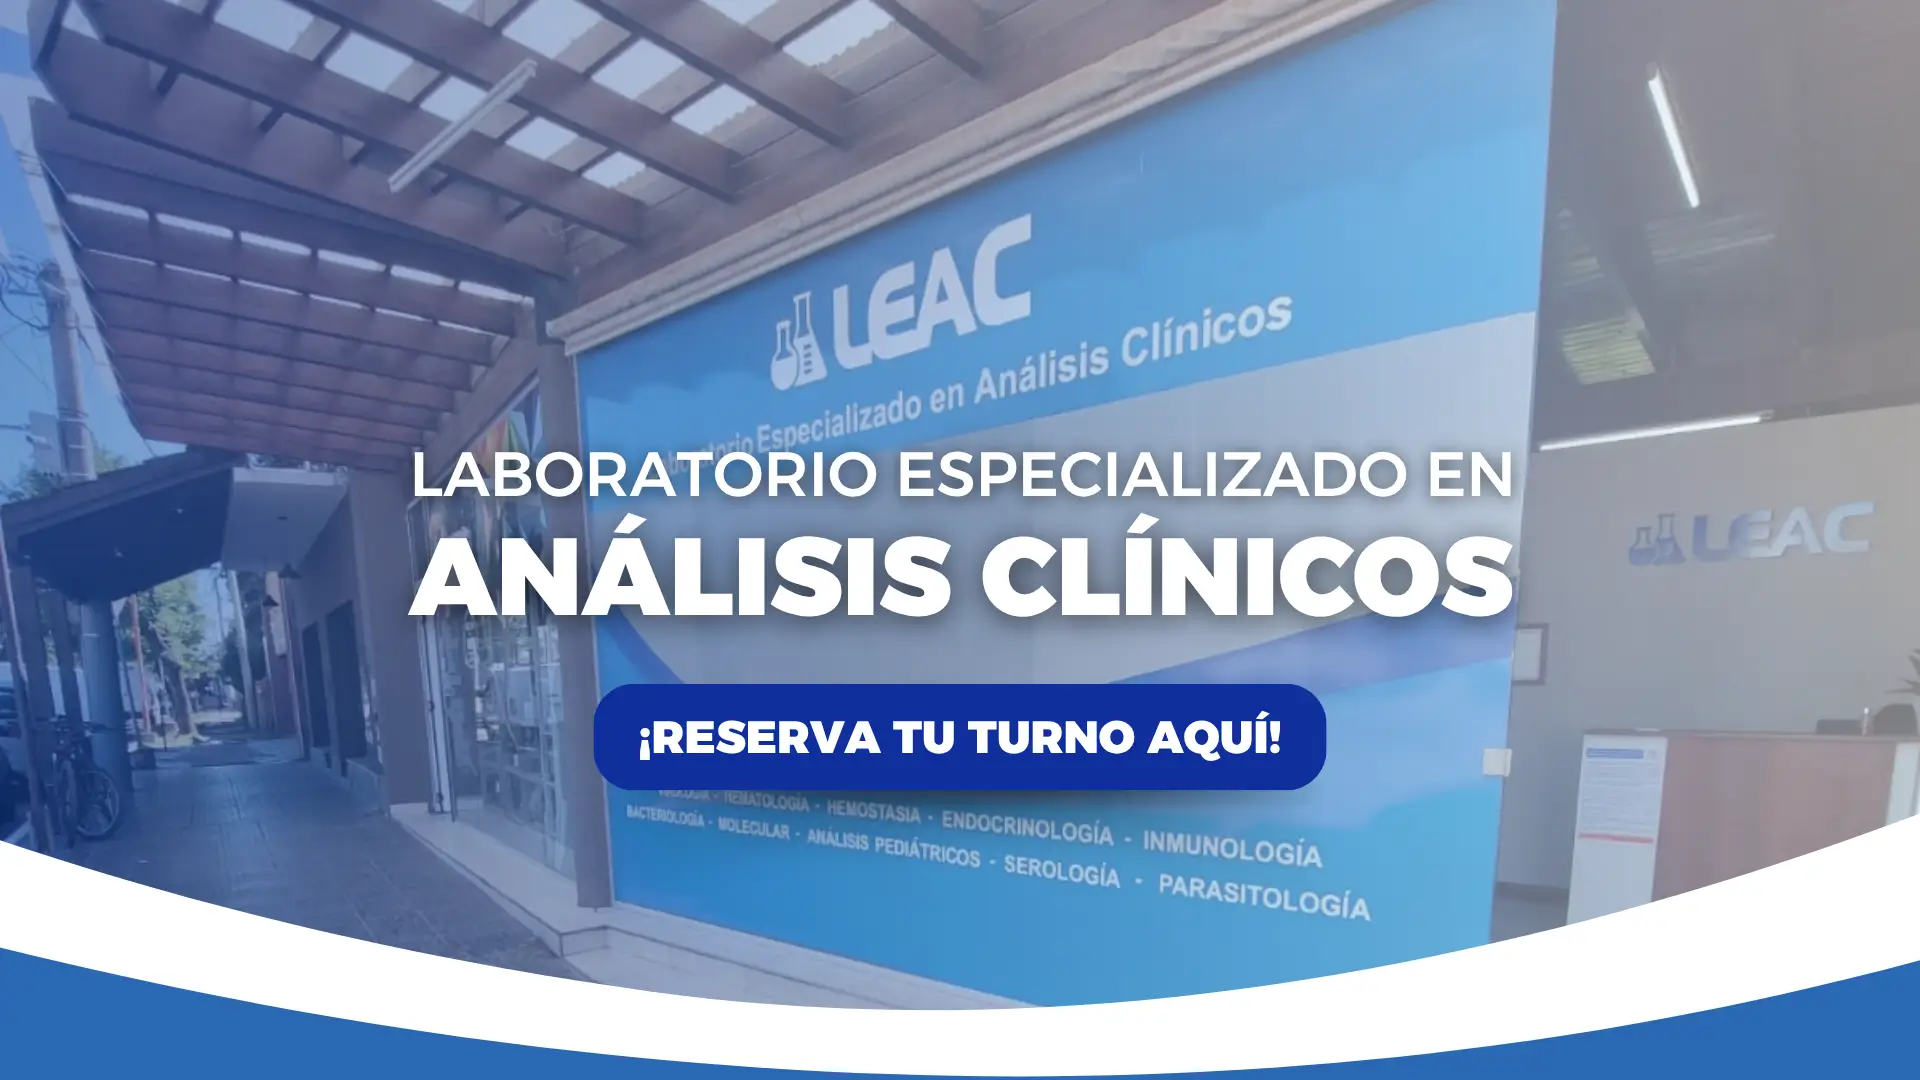 LEAC
Especializado en Análisis Clínicos
LABORATORIO ESPECIALIZADO EN
ANÁLISIS CLÍNICOS
LEAC
¡RESERVA TU TURNO AQUÍ!
HEMATOLOGÍA - HEMOSTASIA - ENDOCRINOLOGÍA - INMUNOLOGÍA
BACTERIOLOGÍA - MOLECULAR - ANÁLISIS PEDIÁTRICOS - SEROLOGÍA - PARASITOLOGÍA